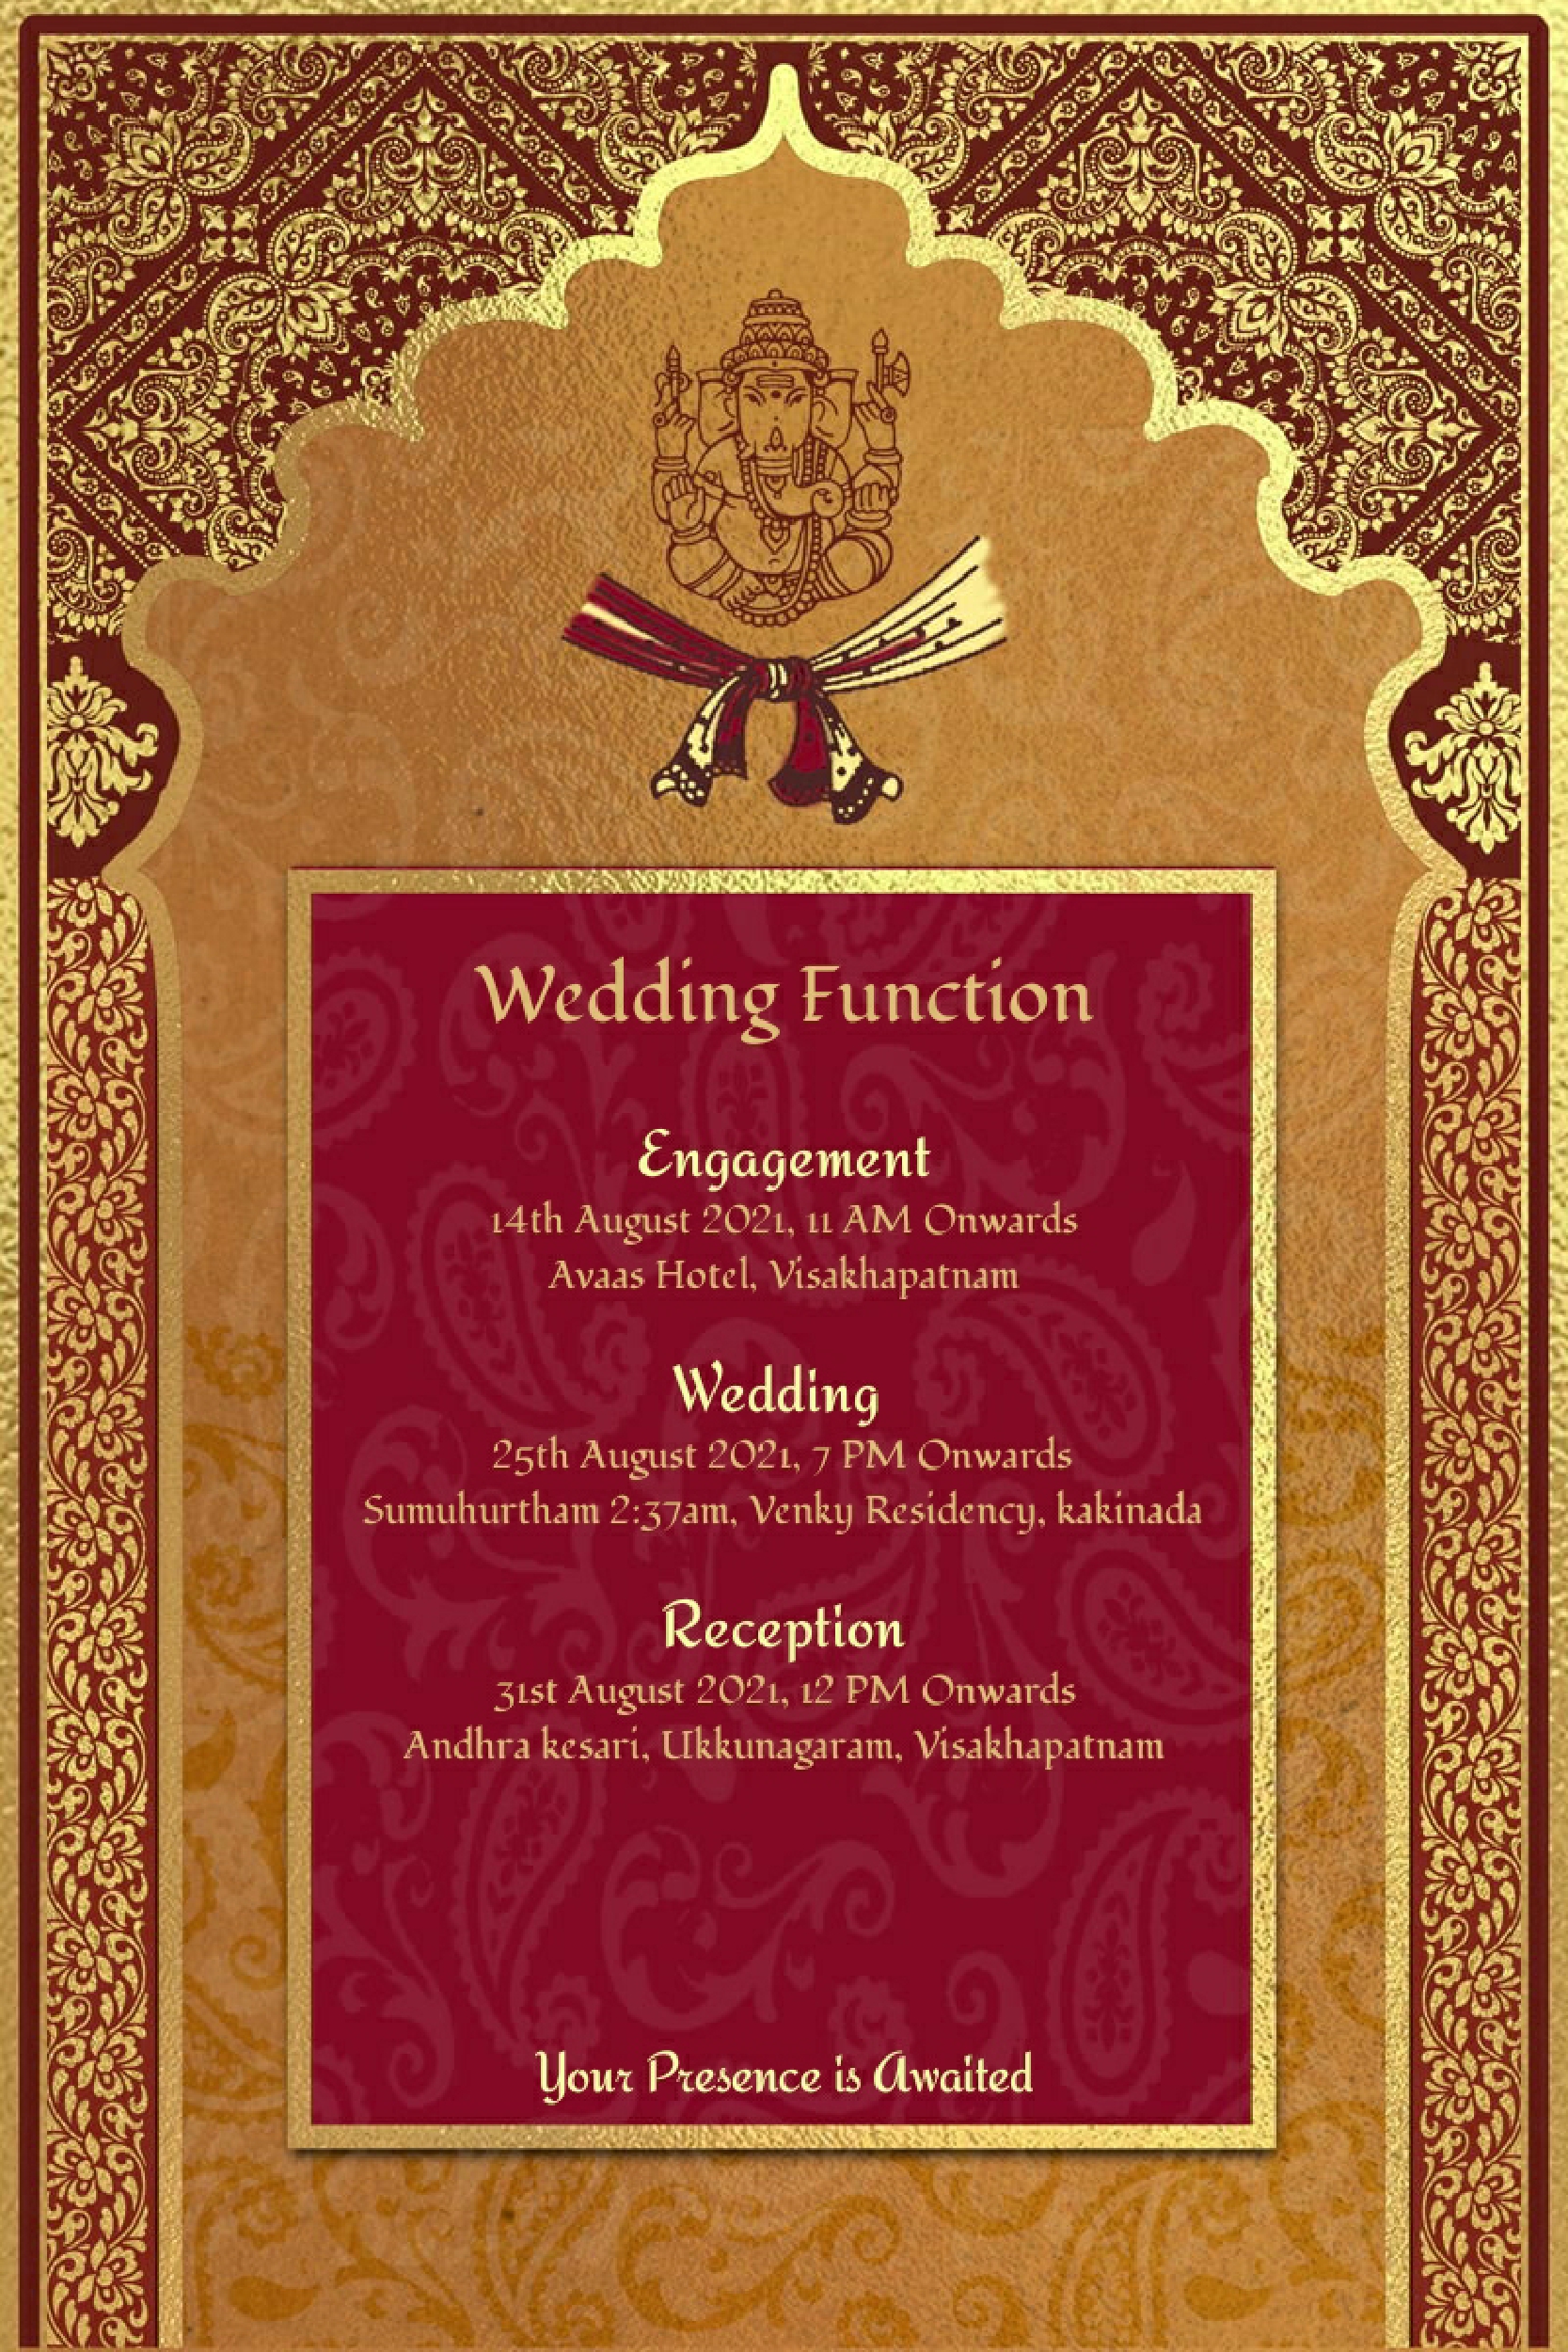 Wedding Function
Engagement
14th August 2021, 11 AM Onwards
Avaas Hotel, Visakhapatnam
Wedding
25th August 2021, 7 PM Onwards
Sumuhurtham 2:37am, Venky Residency, kakinada
Reception
31st August 2021, 12 PM Onwards
Andhra kesari, Ukkunagaram, Visakhapatnam
Your Presence is Awaited